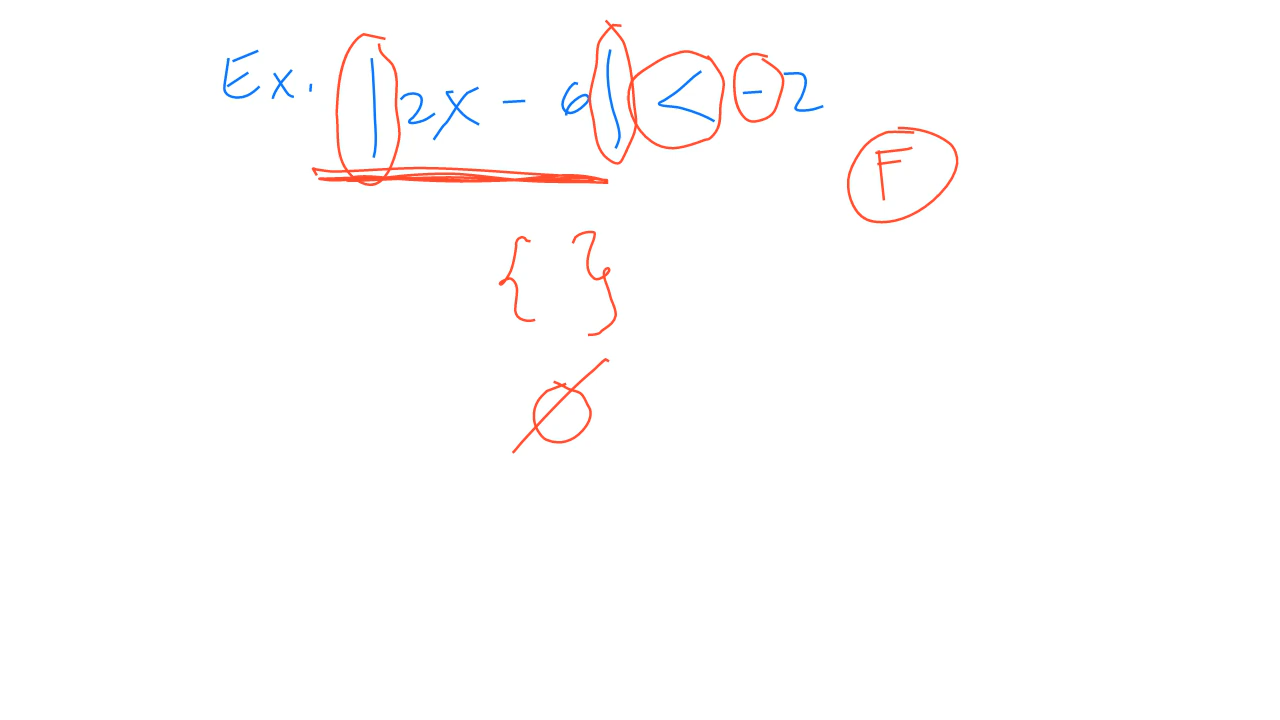 Ex. |2x - 6| < -2
F
{ }
∅